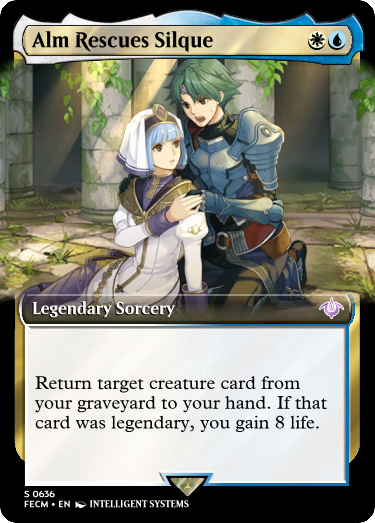 Alm Rescues Silque
Legendary Sorcery
Return target creature card from
your graveyard to your hand. If that
card was legendary, you gain 8 life.
S 0636
FECM • EN INTELLIGENT SYSTEMS